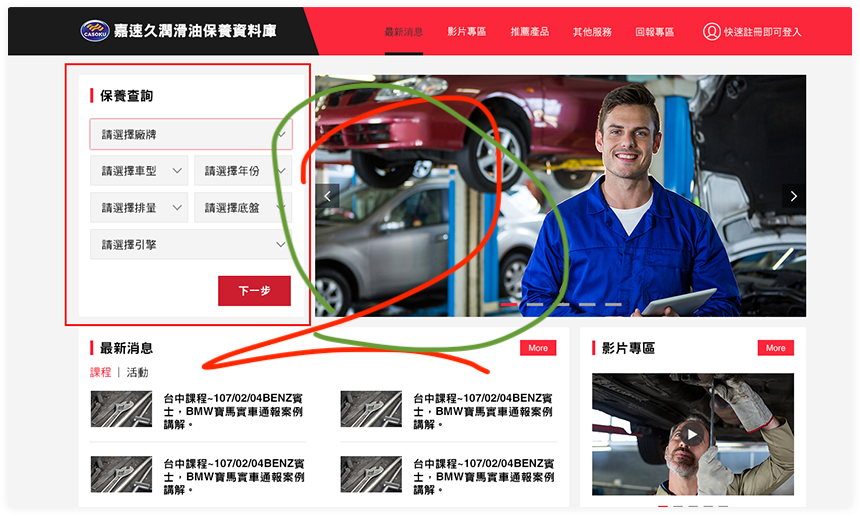 CASOKU
嘉速久潤滑油保養資料庫
最新消息
影片專區
推薦產品
其他服務
回報專區
快速註冊即可登入
保養查詢
請選擇廠牌
請選擇車型
請選擇年份
請選擇排量
請選擇底盤
請選擇引擎
下一步
最新消息
More
課程 | 活動
台中課程~107/02/04BENZ賓
士，BMW寶馬實車通報案例
講解。
台中課程~107/02/04BENZ賓
士，BMW寶馬實車通報案例
講解。
台中課程~107/02/04BENZ賓
士，BMW寶馬實車通報案例
講解。
台中課程~107/02/04BENZ賓
士，BMW寶馬實車通報案例
講解。
影片專區
More